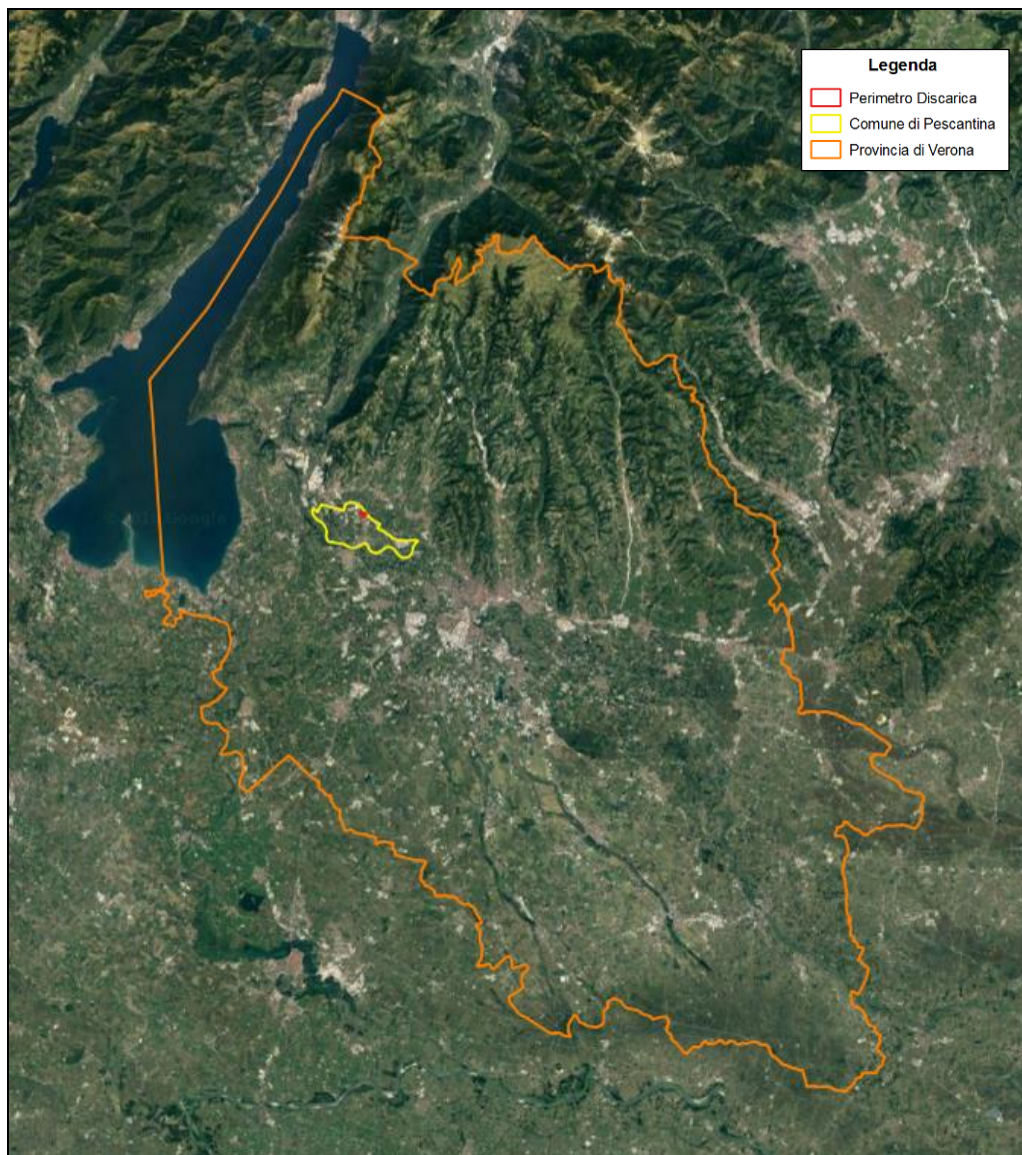 Legenda
Perimetro Discarica
Comune di Pescantina
Provincia di Verona